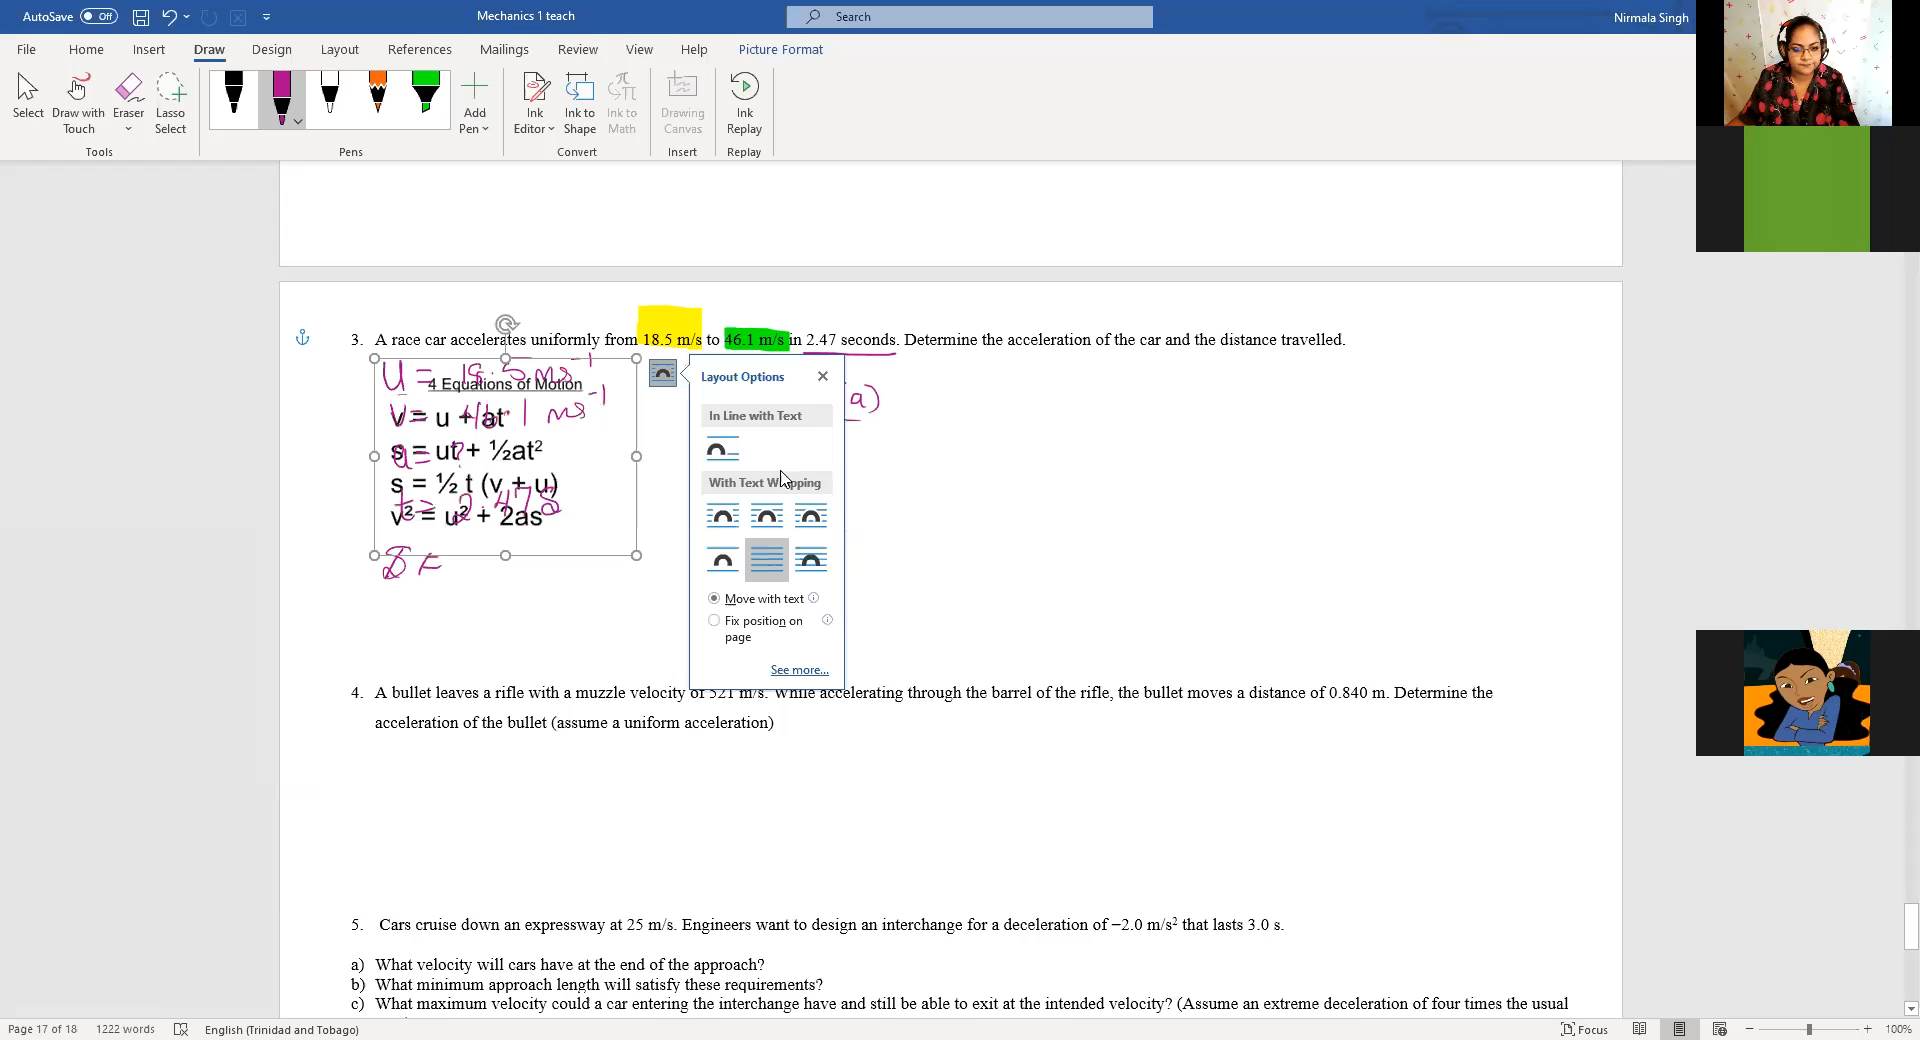 AutoSave Off
Mechanics 1 teach
Search
Nirmala Singh
File Home Insert Draw Design Layout References Mailings Review View Help Picture Format
Select
Draw with Touch
Eraser
Lasso Select
Add Pen
Ink Editor
Ink to Shape
Ink to Math
Drawing Canvas
Ink Replay
Tools
Pens
Convert
Insert
Replay
3. A race car accelerates uniformly from 18.5 m/s to 46.1 m/s in 2.47 seconds. Determine the acceleration of the car and the distance travelled.
4 Equations of Motion
v = u + at
s = ut + ½at²
s = ½ t (v + u)
v² = u² + 2as
U = 18.5 ms⁻¹
V = 46.1 ms⁻¹
a = ?
t = 2.47 s
S =
a)
Layout Options
In Line with Text
With Text Wrapping
Move with text
Fix position on page
See more...
4. A bullet leaves a rifle with a muzzle velocity of 521 m/s. While accelerating through the barrel of the rifle, the bullet moves a distance of 0.840 m. Determine the
acceleration of the bullet (assume a uniform acceleration)
5. Cars cruise down an expressway at 25 m/s. Engineers want to design an interchange for a deceleration of −2.0 m/s² that lasts 3.0 s.
a) What velocity will cars have at the end of the approach?
b) What minimum approach length will satisfy these requirements?
c) What maximum velocity could a car entering the interchange have and still be able to exit at the intended velocity? (Assume an extreme deceleration of four times the usual
Page 17 of 18 1222 words English (Trinidad and Tobago)
Focus
100%